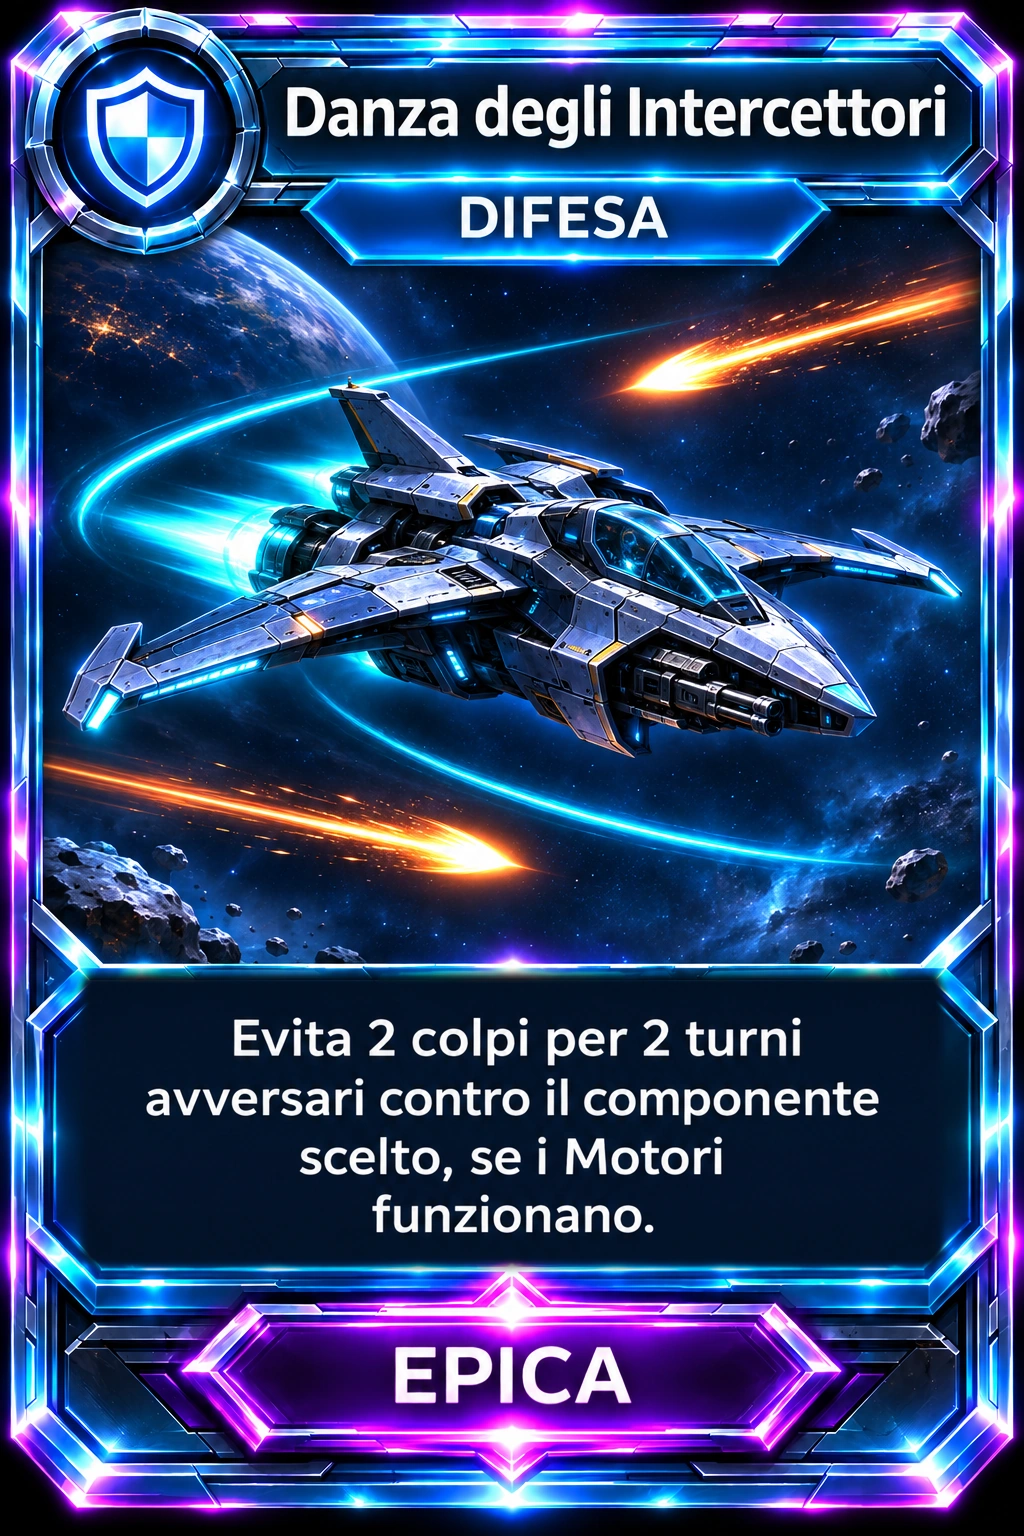 Danza degli Intercettori
DIFESA
Evita 2 colpi per 2 turni
avversari contro il componente
scelto, se i Motori
funzionano.
EPICA